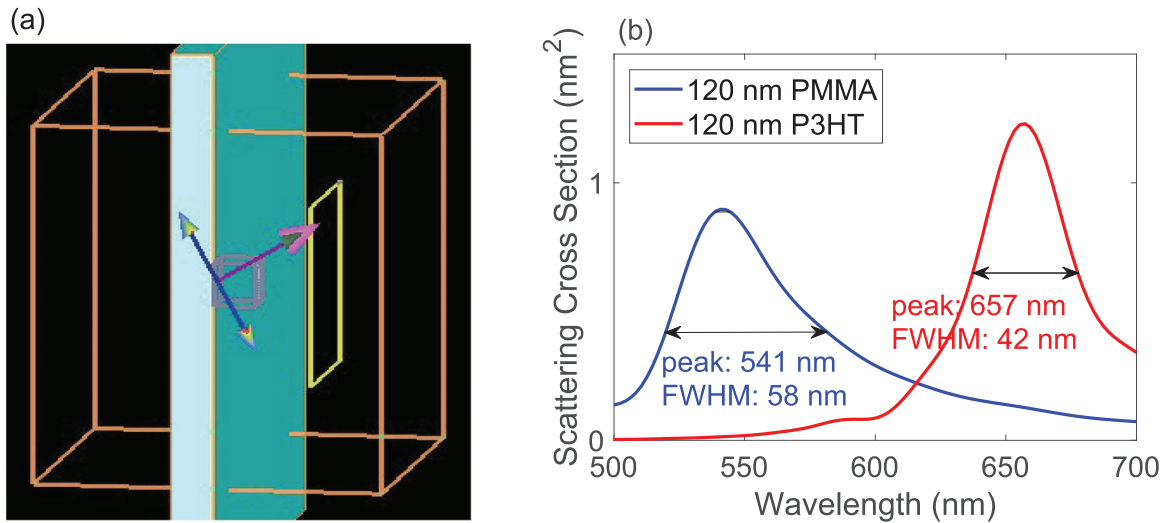 (a)
(b)
Scattering Cross Section (nm²)
1
0
120 nm PMMA
120 nm P3HT
peak: 541 nm
FWHM: 58 nm
peak: 657 nm
FWHM: 42 nm
500 550 600 650 700
Wavelength (nm)